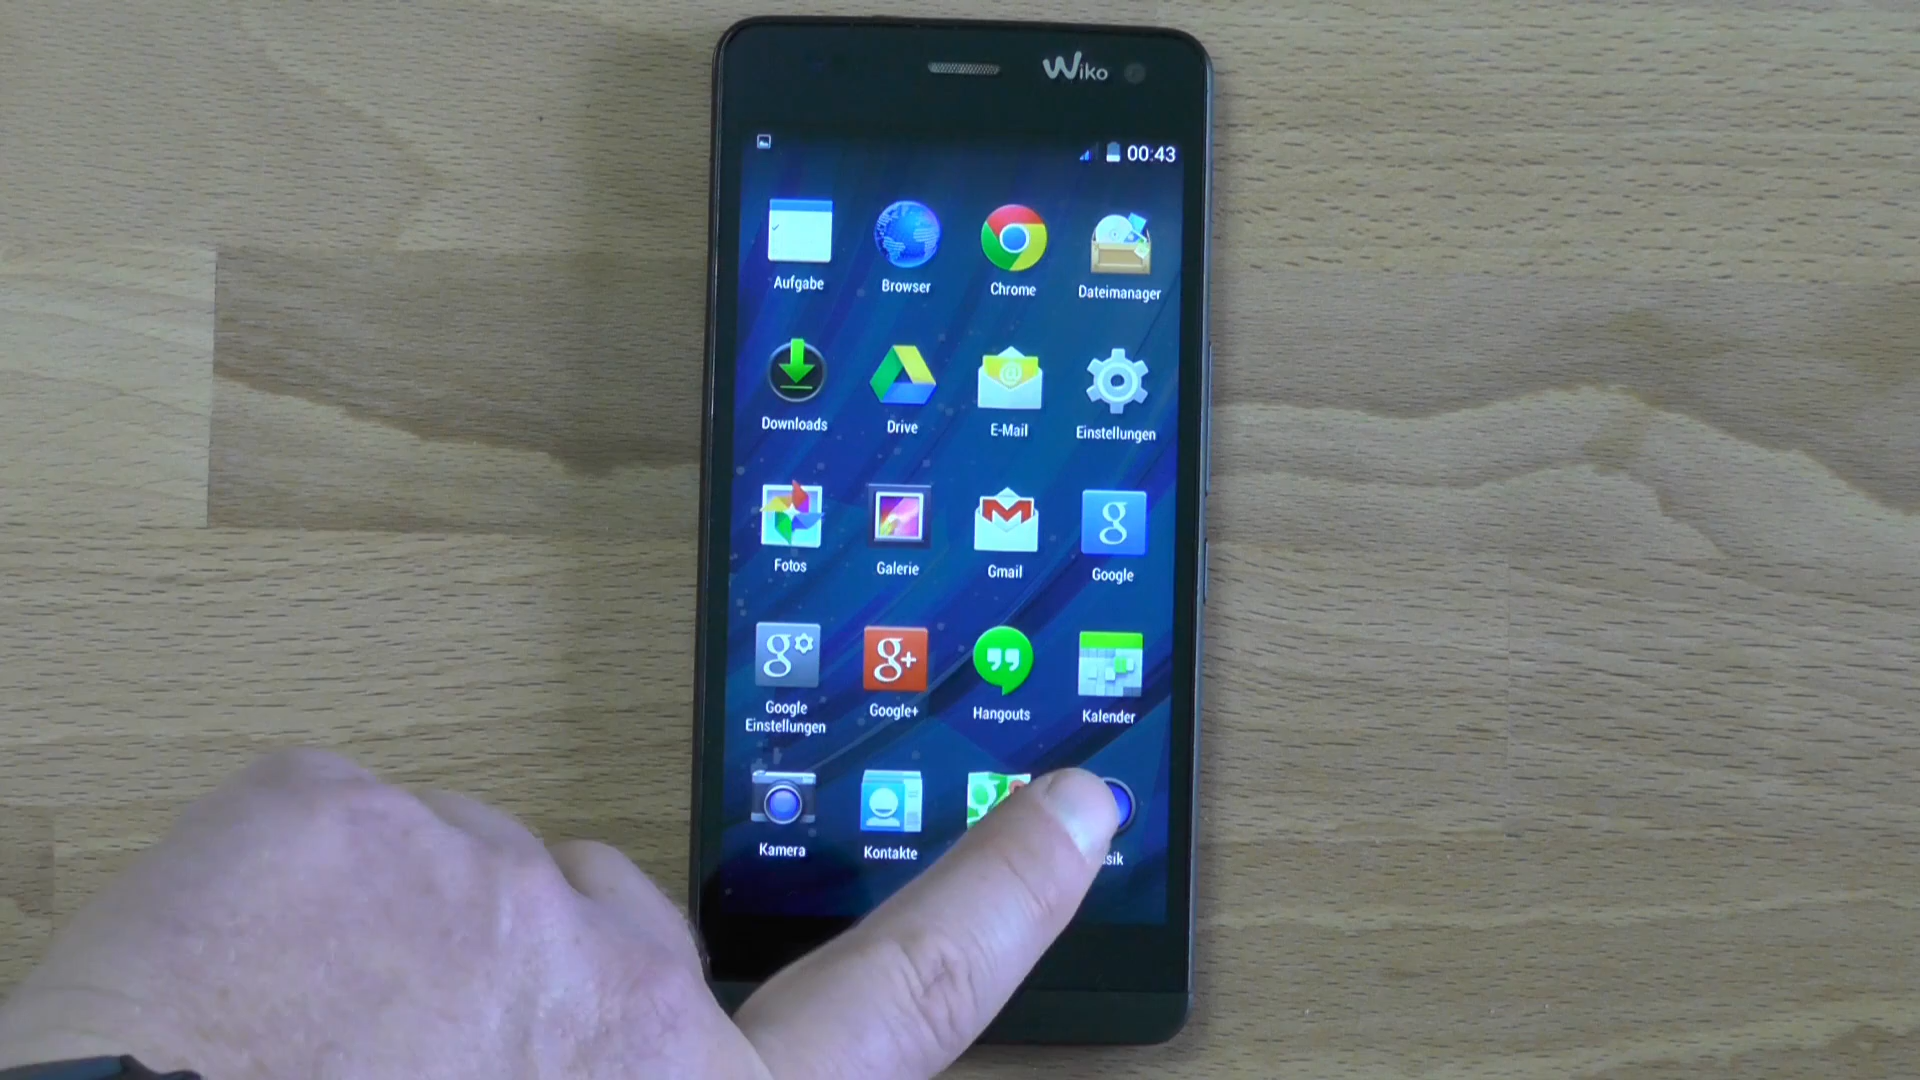 Wiko
00:43
Aufgabe
Browser
Chrome
Dateimanager
Downloads
Drive
E-Mail
Einstellungen
Fotos
Galerie
Gmail
Google
Google
Einstellungen
Google+
Hangouts
Kalender
Kamera
Kontakte